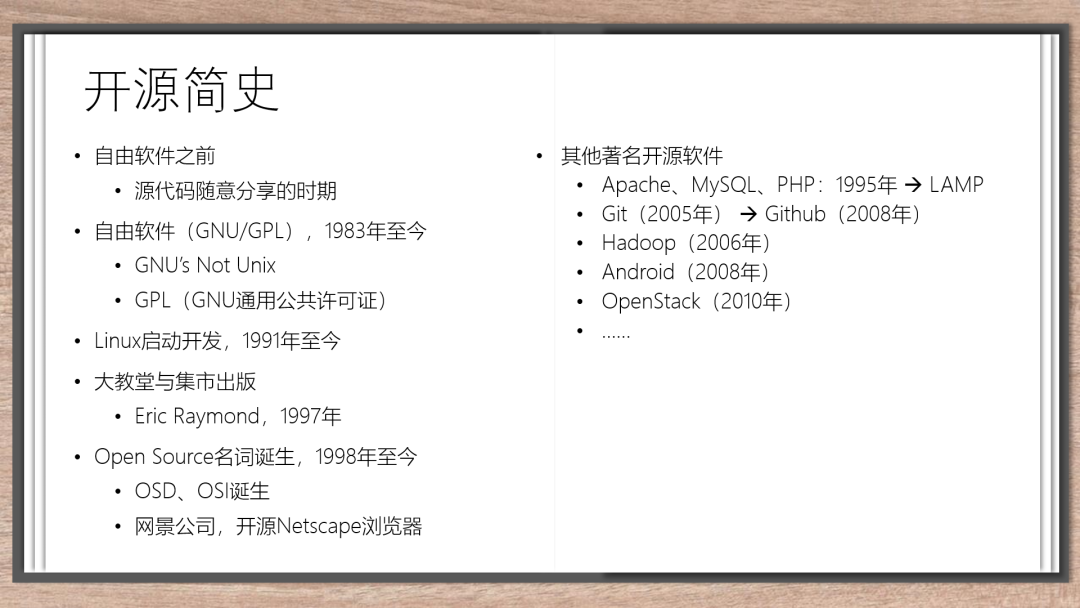 开源简史
• 自由软件之前
• 源代码随意分享的时期
• 自由软件（GNU/GPL），1983年至今
• GNU’s Not Unix
• GPL（GNU通用公共许可证）
• Linux启动开发，1991年至今
• 大教堂与集市出版
• Eric Raymond，1997年
• Open Source名词诞生，1998年至今
• OSD、OSI诞生
• 网景公司，开源Netscape浏览器
• 其他著名开源软件
• Apache、MySQL、PHP：1995年 → LAMP
• Git（2005年） → Github（2008年）
• Hadoop（2006年）
• Android（2008年）
• OpenStack（2010年）
• ……